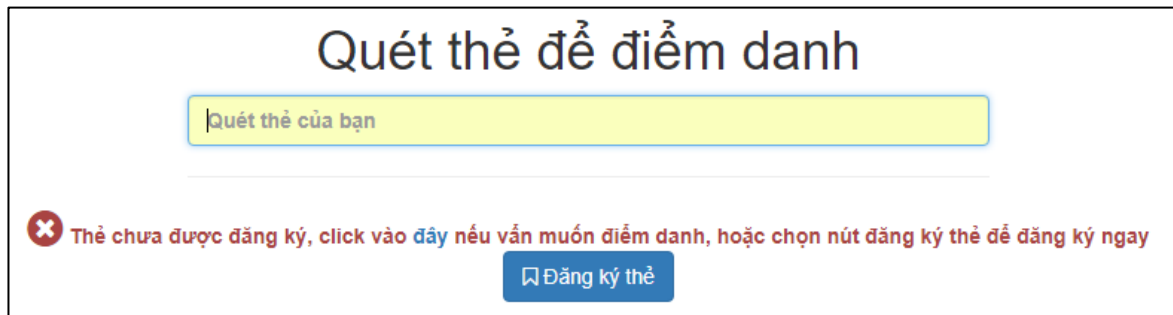 Quét thẻ để điểm danh
Quét thẻ của bạn
Thẻ chưa được đăng ký, click vào đây nếu vẫn muốn điểm danh, hoặc chọn nút đăng ký thẻ để đăng ký ngay
Đăng ký thẻ